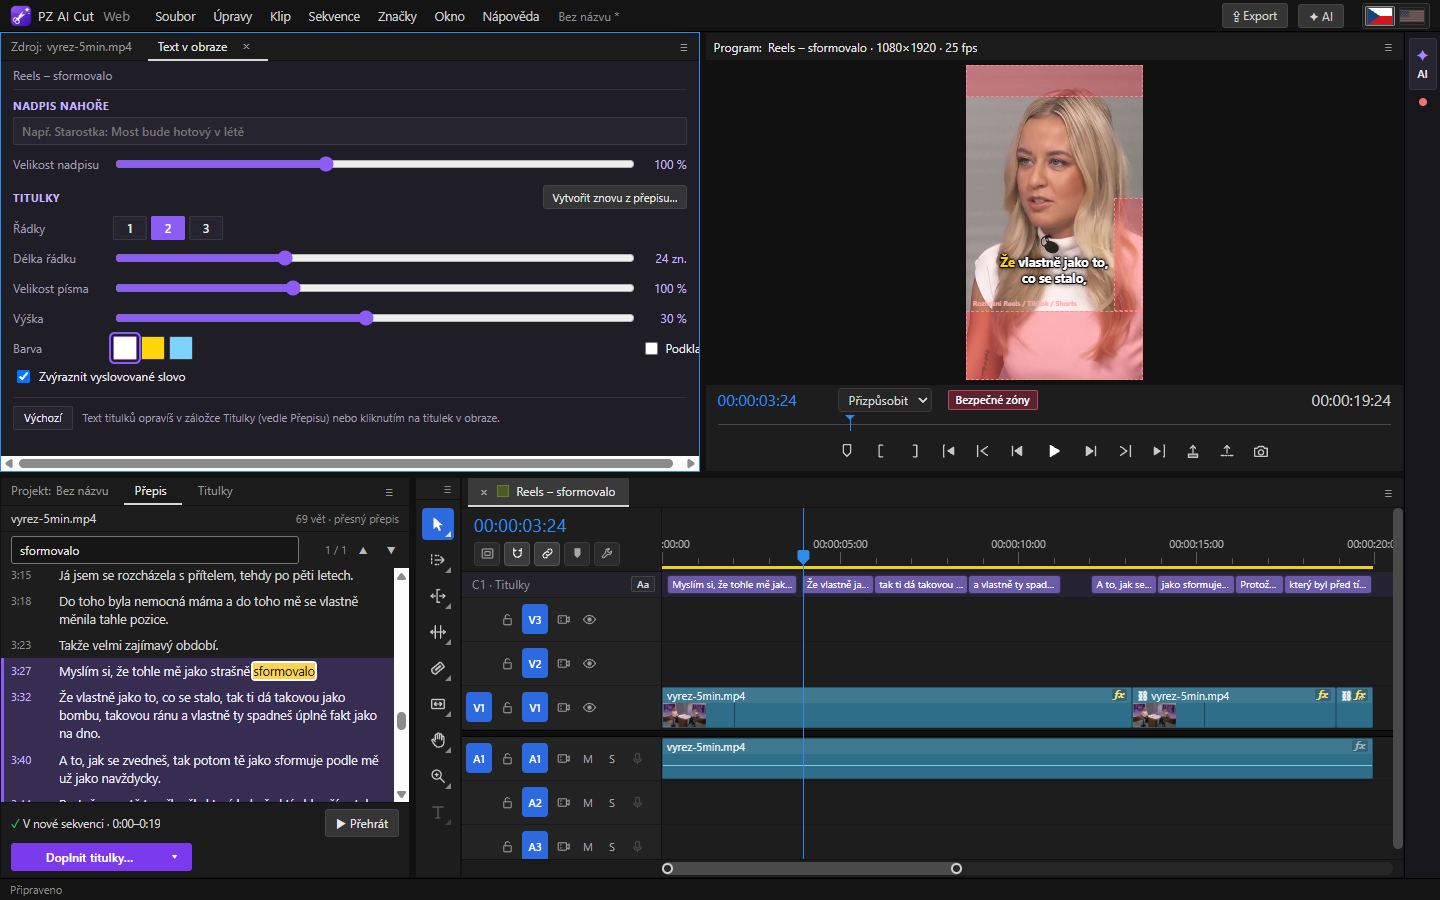 PZ AI Cut Web Soubor Úpravy Klip Sekvence Značky Okno Nápověda Bez názvu * Export AI
Zdroj: vyrez-5min.mp4 Text v obraze ×
Reels – sformovalo
NADPIS NAHOŘE
Např. Starostka: Most bude hotový v létě
Velikost nadpisu 100 %
TITULKY Vytvořit znovu z přepisu...
Řádky 1 2 3
Délka řádku 24 zn.
Velikost písma 100 %
Výška 30 %
Barva Podkla
Zvýraznit vyslovované slovo
Výchozí Text titulků opravíš v záložce Titulky (vedle Přepisu) nebo kliknutím na titulek v obraze.
Program: Reels – sformovalo · 1080×1920 · 25 fps
Že vlastně jako to,
co se stalo,
Rozhraní Reels / TikTok / Shorts
00:00:03:24 Přizpůsobit Bezpečné zóny 00:00:19:24
AI
Projekt: Bez názvu Přepis Titulky
vyrez-5min.mp4 69 vět · přesný přepis
sformovalo 1 / 1
3:15 Já jsem se rozcházela s přítelem, tehdy po pěti letech.
3:18 Do toho byla nemocná máma a do toho mě se vlastně
měnila tahle pozice.
3:23 Takže velmi zajímavý období.
3:27 Myslím si, že tohle mě jako strašně sformovalo
3:32 Že vlastně jako to, co se stalo, tak ti dá takovou jako
bombu, takovou ránu a vlastně ty spadneš úplně fakt jako
na dno.
3:40 A to, jak se zvedneš, tak potom tě jako sformuje podle mě
už jako navždycky.
V nové sekvenci · 0:00–0:19 Přehrát
Doplnit titulky...
× Reels – sformovalo
00:00:03:24
:00:00 00:00:05:00 00:00:10:00 00:00:15:00 00:00:20:0
C1 · Titulky Aa Myslím si, že tohle mě jak... Že vlastně ja... tak ti dá takovou ... a vlastně ty spad... A to, jak se... jako sformuje... Protož... který byl před tí...
V3
V2
V1 V1 vyrez-5min.mp4 fx vyrez-5min.mp4 fx fx
A1 A1 M S vyrez-5min.mp4 fx
A2 M S
A3 M S
Připraveno